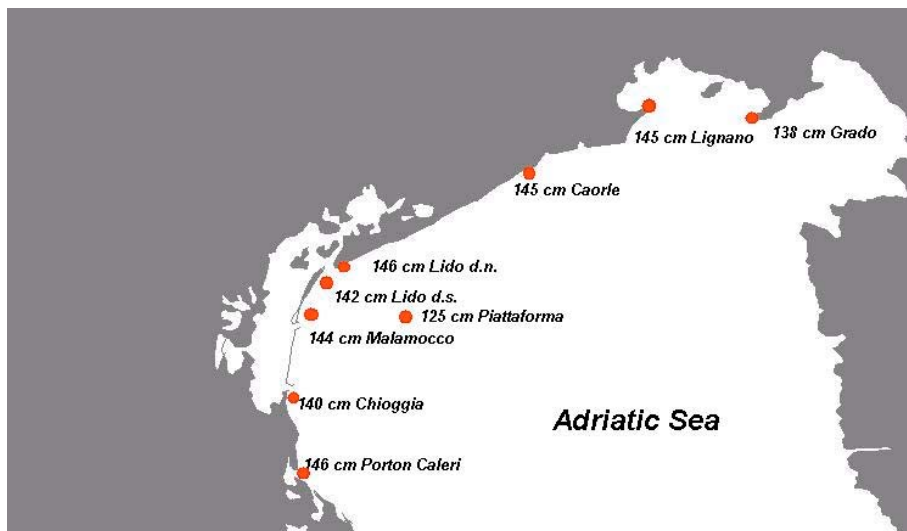 145 cm Lignano
138 cm Grado
145 cm Caorle
146 cm Lido d.n.
142 cm Lido d.s.
125 cm Piattaforma
144 cm Malamocco
140 cm Chioggia
Adriatic Sea
146 cm Porton Caleri